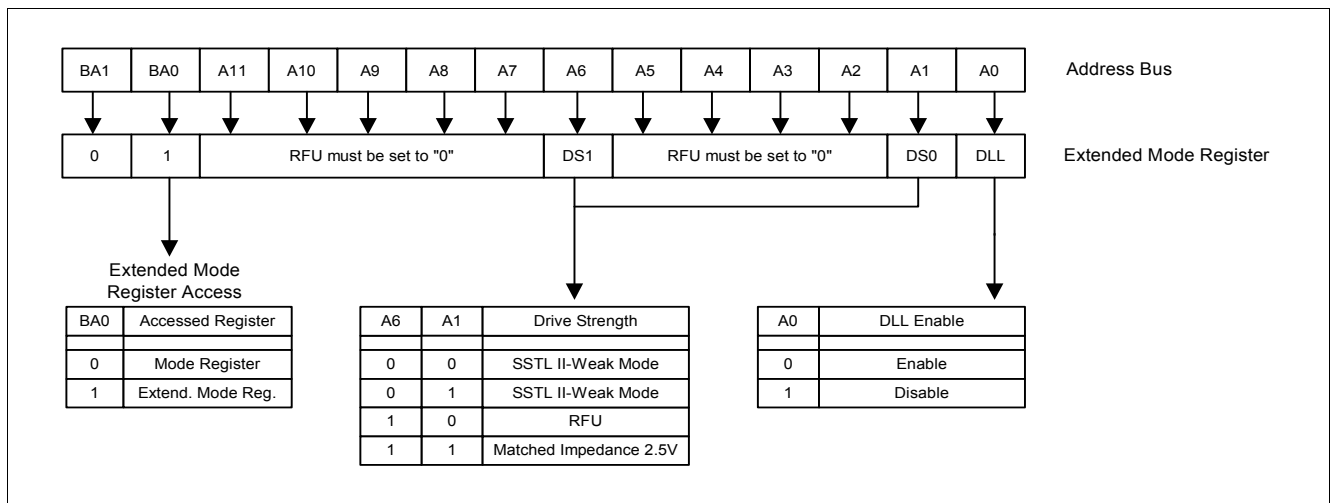 BA1 BA0 A11 A10 A9 A8 A7 A6 A5 A4 A3 A2 A1 A0 Address Bus
0 1 RFU must be set to "0" DS1 RFU must be set to "0" DS0 DLL Extended Mode Register
Extended Mode
Register Access
BA0 Accessed Register
0 Mode Register
1 Extend. Mode Reg.
A6 A1 Drive Strength
0 0 SSTL II-Weak Mode
0 1 SSTL II-Weak Mode
1 0 RFU
1 1 Matched Impedance 2.5V
A0 DLL Enable
0 Enable
1 Disable